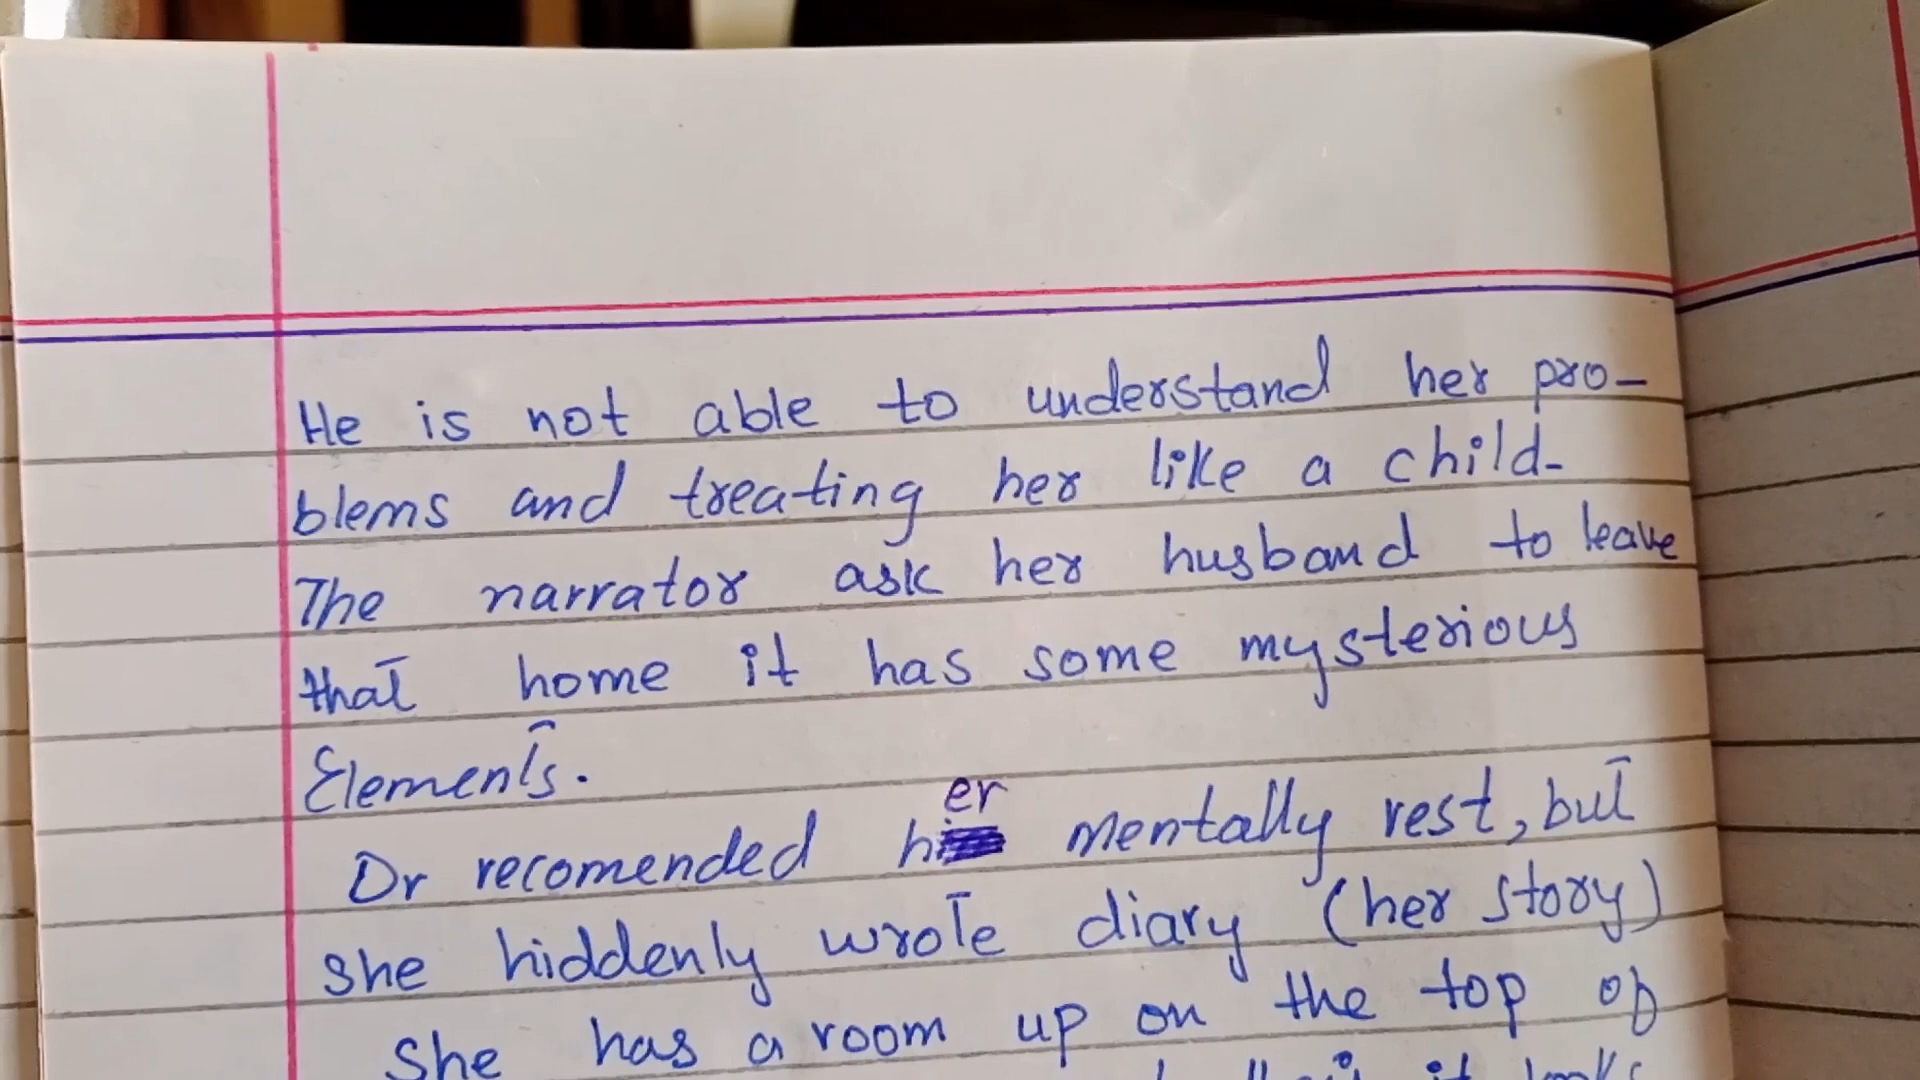 He is not able to understand her pro-
blems and treating her like a child.
The narrator ask her husband to leave
that home it has some mysterious
Elements.
Dr recomended her mentally rest, but
she hiddenly wrote diary (her story)
She has a room up on the top of
it looks